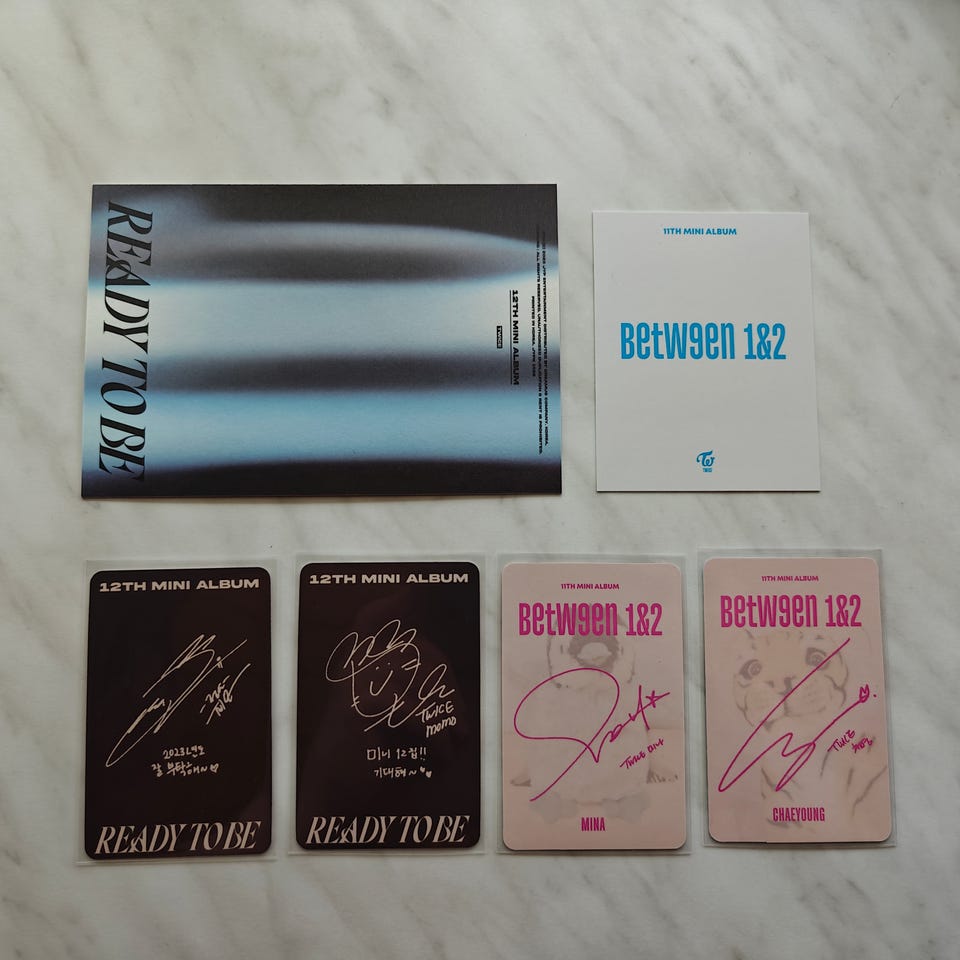 READY TO BE
12TH MINI ALBUM
TWICE
11TH MINI ALBUM
BETW9EN 1&2
TWICE
12TH MINI ALBUM
2023년도
잘 부탁해~♡
READY TO BE
12TH MINI ALBUM
TWICE
MOMO
미니 12집!!
기대해~
READY TO BE
11TH MINI ALBUM
BETW9EN 1&2
TWICE 미나
MINA
11TH MINI ALBUM
BETW9EN 1&2
TWICE
CHAEYOUNG